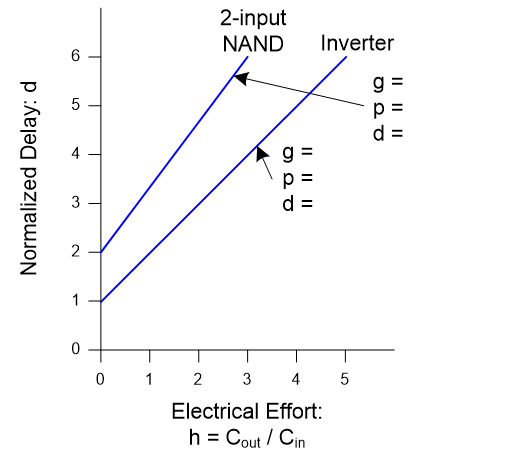 2-input
NAND
Inverter
g =
p =
d =
g =
p =
d =
Normalized Delay: d
6
5
4
3
2
1
0
0 1 2 3 4 5
Electrical Effort:
h = Cout / Cin